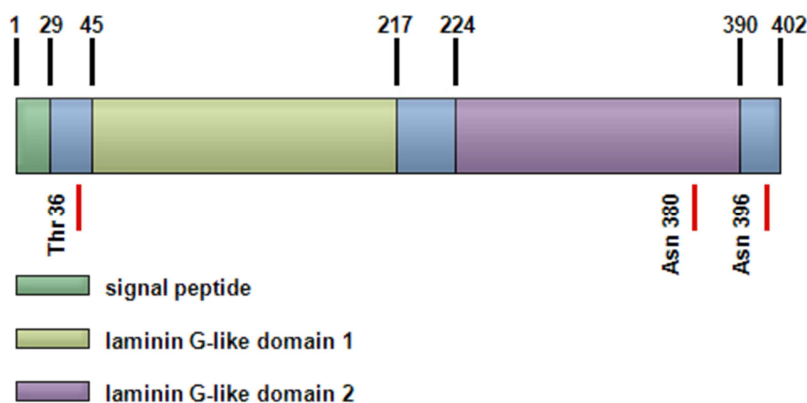 1 29 45 217 224 390 402
Thr 36
Asn 380
Asn 396
signal peptide
laminin G-like domain 1
laminin G-like domain 2